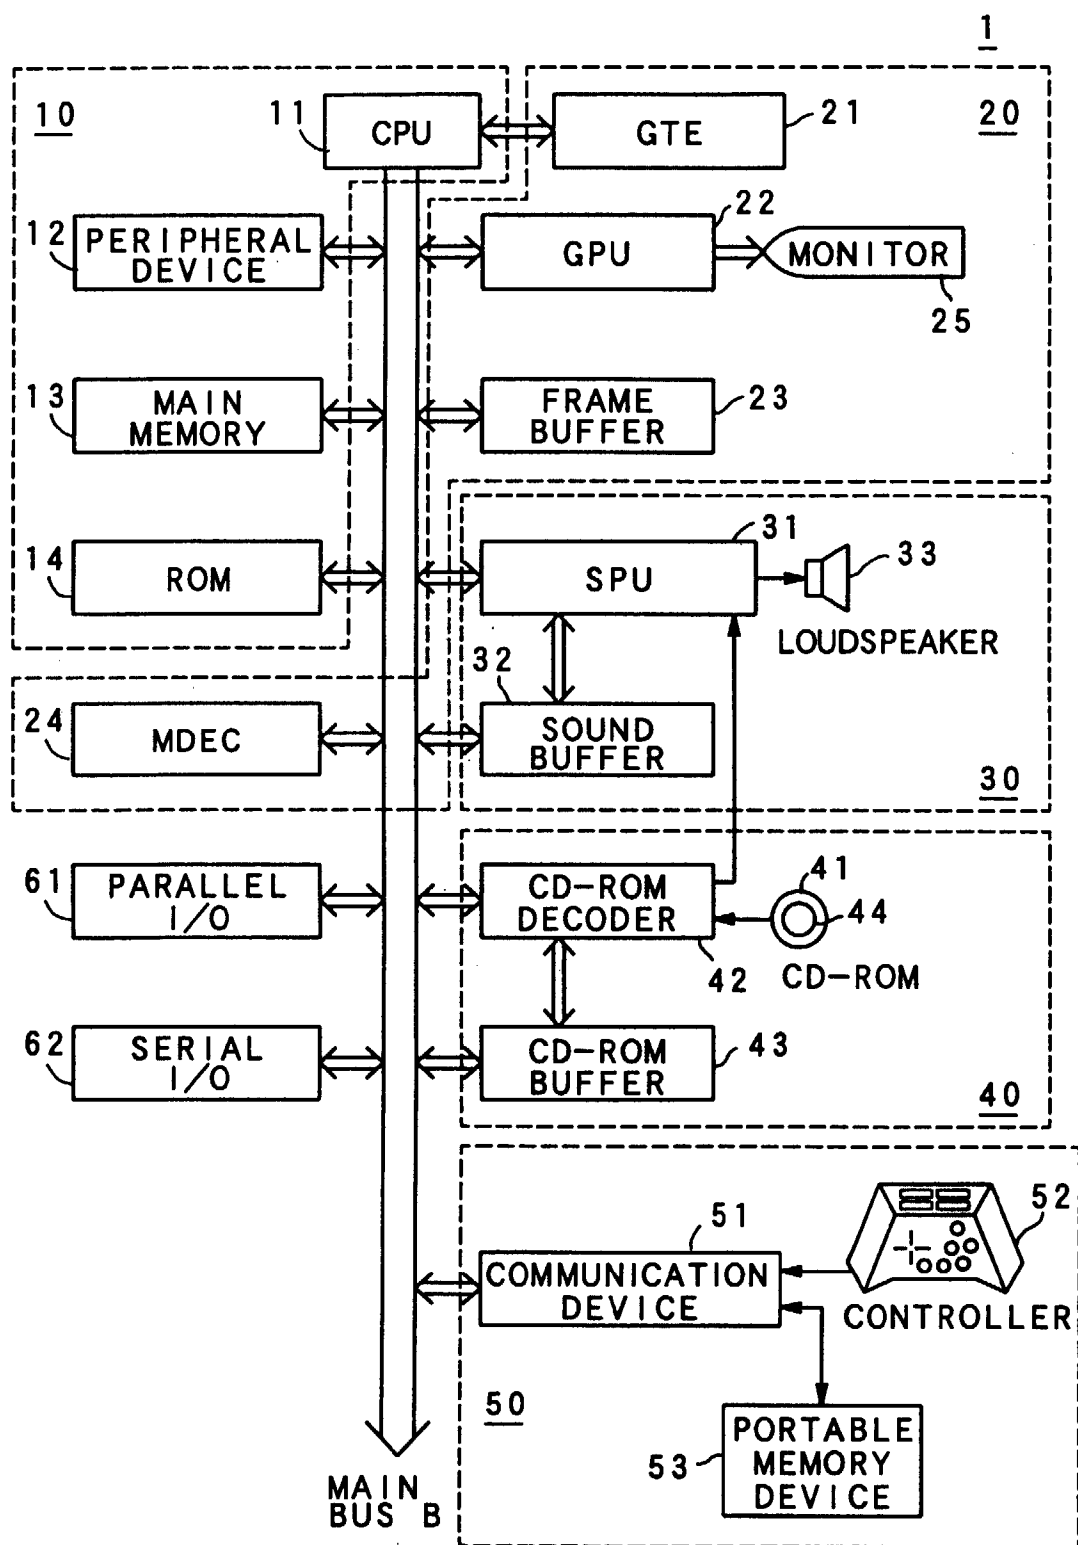 1
10
11
CPU
GTE
21
20
12
PERIPHERAL
DEVICE
GPU
22
MONITOR
25
13
MAIN
MEMORY
FRAME
BUFFER
23
14
ROM
31
SPU
33
LOUDSPEAKER
24
MDEC
32
SOUND
BUFFER
30
61
PARALLEL
I/O
CD-ROM
DECODER
42
41
44
CD-ROM
62
SERIAL
I/O
CD-ROM
BUFFER
43
40
51
COMMUNICATION
DEVICE
52
CONTROLLER
50
53
PORTABLE
MEMORY
DEVICE
MAIN
BUS B